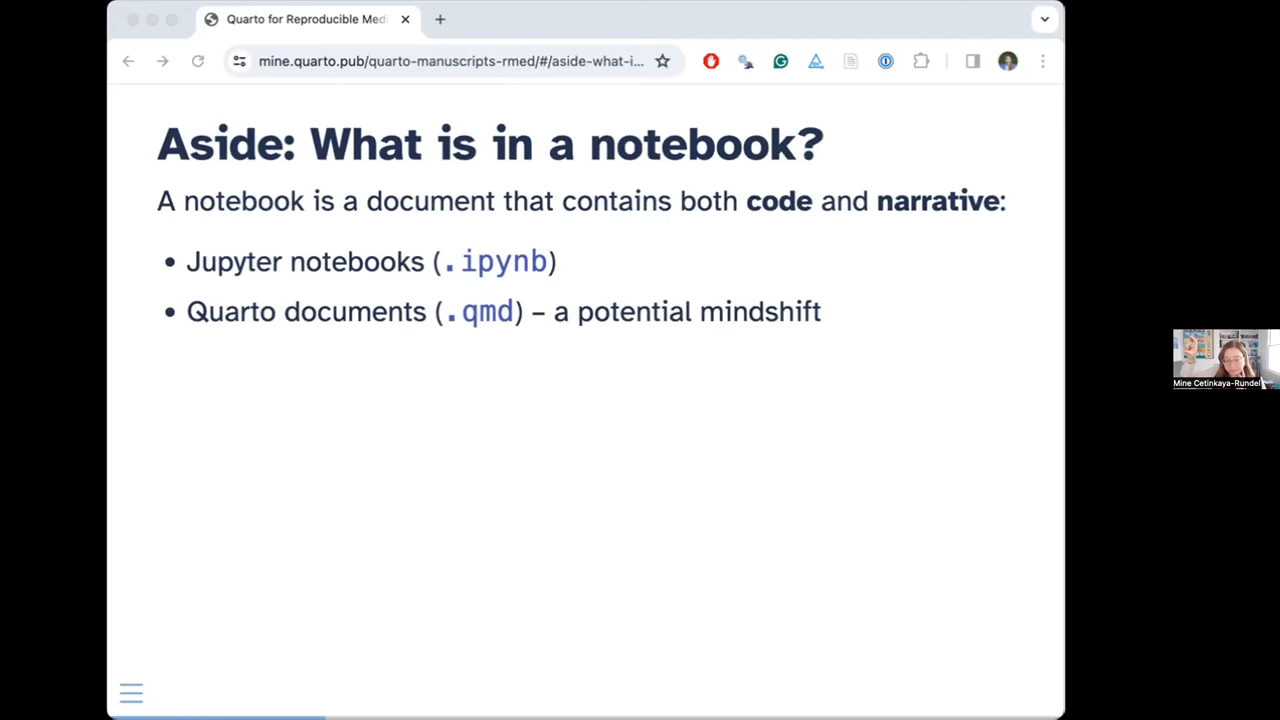 Quarto for Reproducible Med
mine.quarto.pub/quarto-manuscripts-rmed/#/aside-what-i...
Aside: What is in a notebook?
A notebook is a document that contains both code and narrative:
• Jupyter notebooks (.ipynb)
• Quarto documents (.qmd) – a potential mindshift
Mine Cetinkaya-Rundel